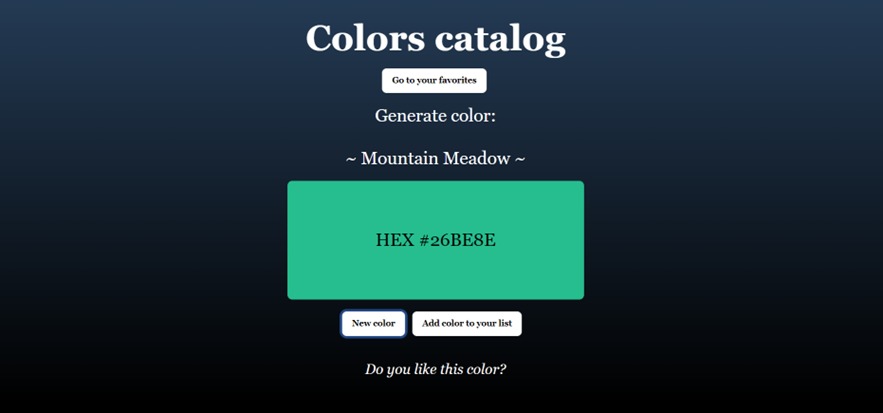 Colors catalog
Go to your favorites
Generate color:
~ Mountain Meadow ~
HEX #26BE8E
New color Add color to your list
Do you like this color?